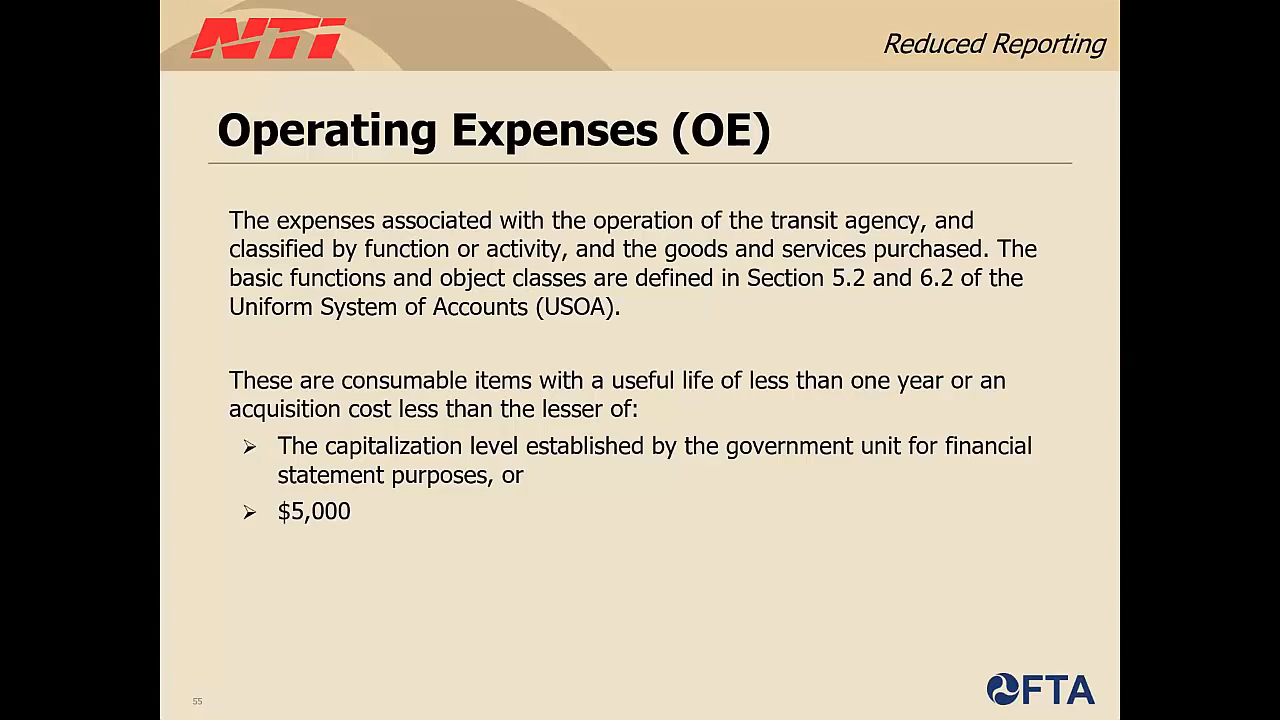 NTI
Reduced Reporting
Operating Expenses (OE)
The expenses associated with the operation of the transit agency, and
classified by function or activity, and the goods and services purchased. The
basic functions and object classes are defined in Section 5.2 and 6.2 of the
Uniform System of Accounts (USOA).
These are consumable items with a useful life of less than one year or an
acquisition cost less than the lesser of:
➢ The capitalization level established by the government unit for financial
statement purposes, or
➢ $5,000
55
FTA